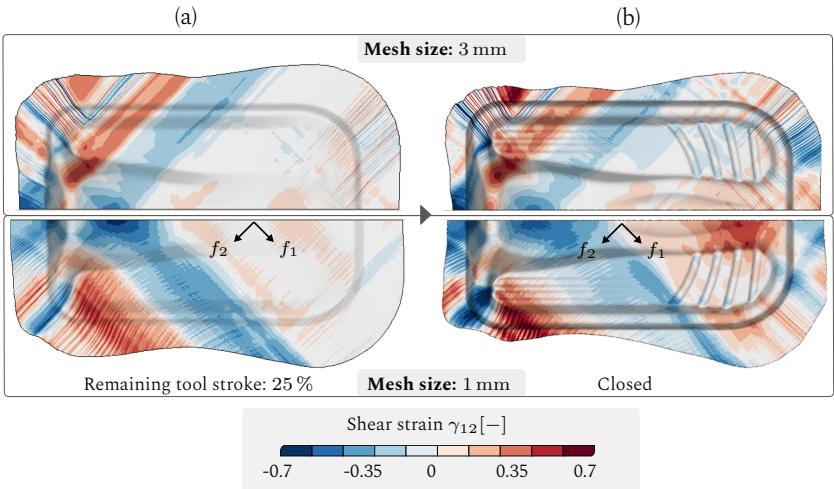 (a)
(b)
Mesh size: 3 mm
f₂
f₁
f₂
f₁
Remaining tool stroke: 25 %
Mesh size: 1 mm
Closed
Shear strain γ₁₂[−]
-0.7
-0.35
0
0.35
0.7